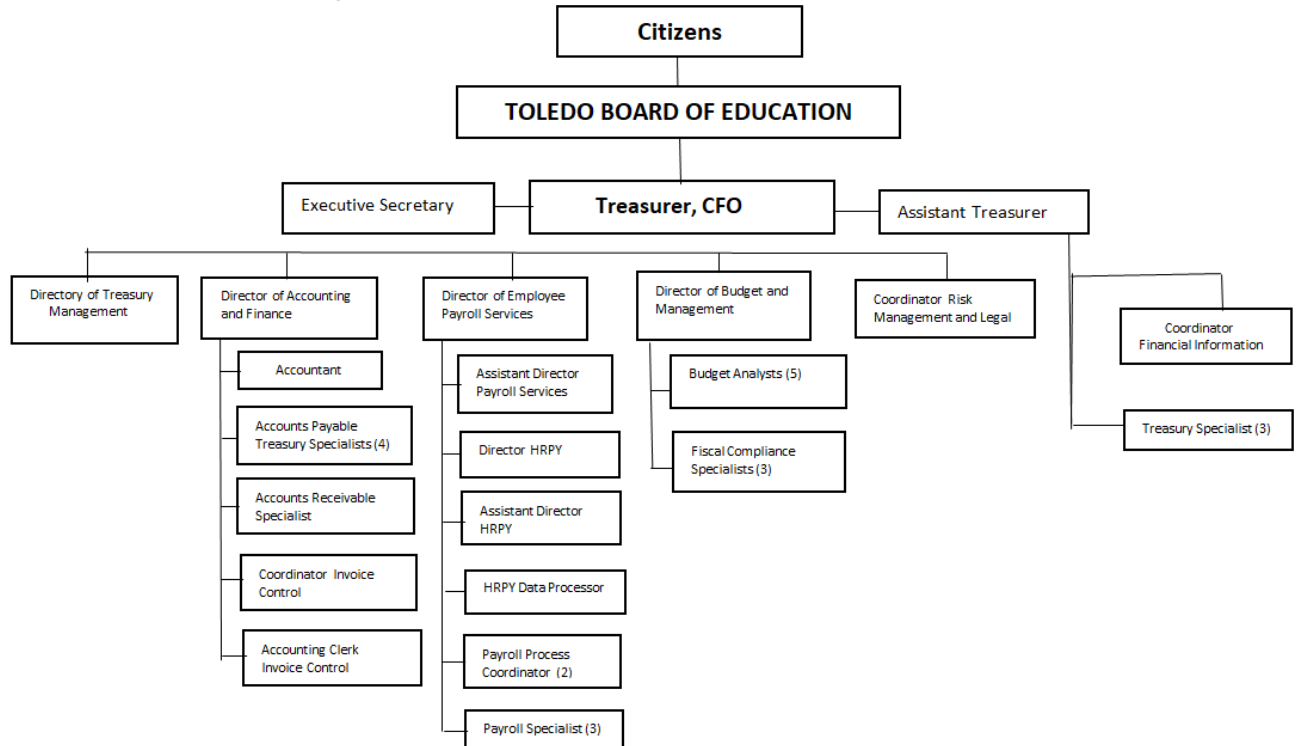 Citizens
TOLEDO BOARD OF EDUCATION
Executive Secretary
Treasurer, CFO
Assistant Treasurer
Directory of Treasury
Management
Director of Accounting
and Finance
Director of Employee
Payroll Services
Director of Budget and
Management
Coordinator Risk
Management and Legal
Coordinator
Financial Information
Accountant
Accounts Payable
Treasury Specialists (4)
Accounts Receivable
Specialist
Coordinator Invoice
Control
Accounting Clerk
Invoice Control
Assistant Director
Payroll Services
Director HRPY
Assistant Director
HRPY
HRPY Data Processor
Payroll Process
Coordinator (2)
Payroll Specialist (3)
Budget Analysts (5)
Fiscal Compliance
Specialists (3)
Treasury Specialist (3)